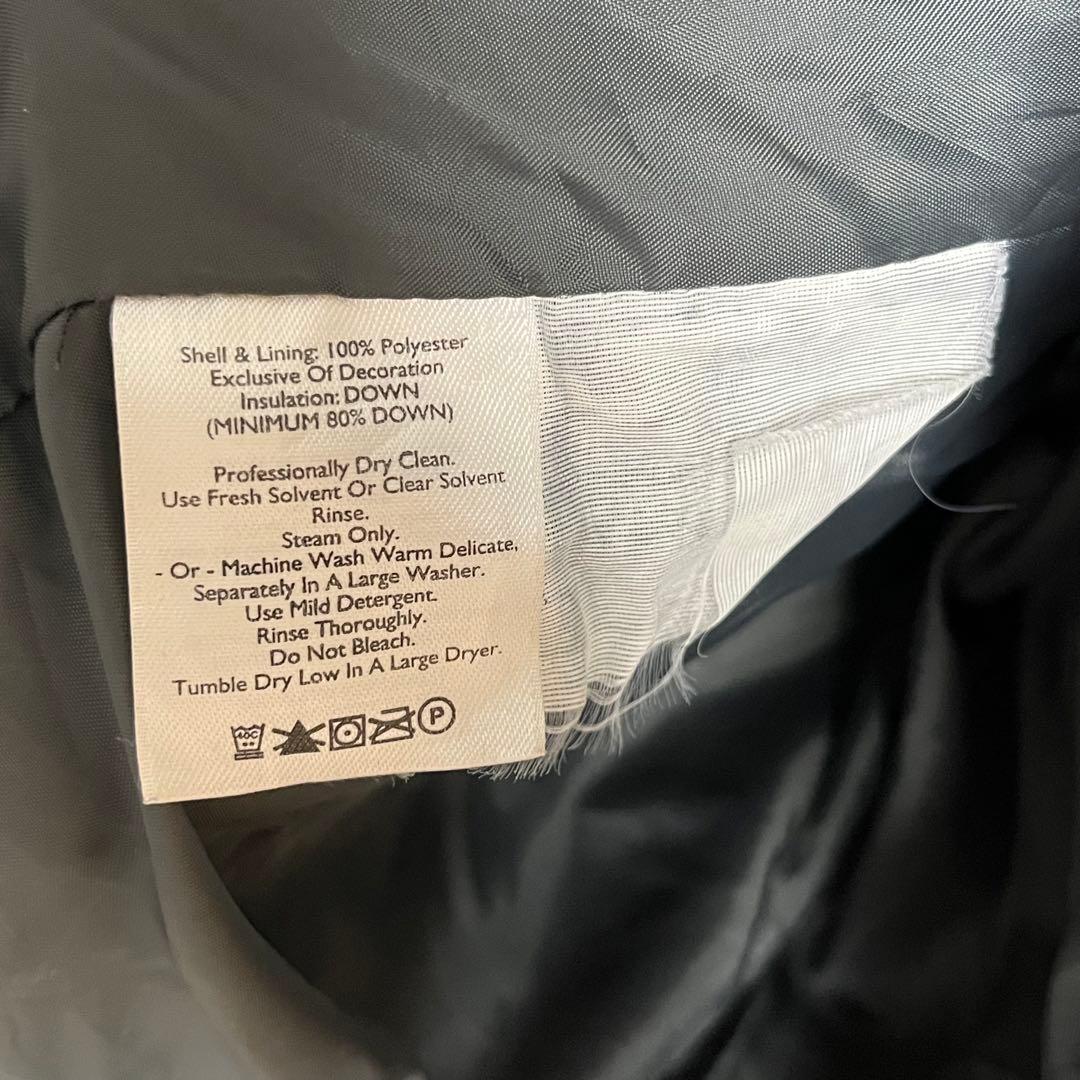 Shell & Lining: 100% Polyester
Exclusive Of Decoration
Insulation: DOWN
(MINIMUM 80% DOWN)
Professionally Dry Clean.
Use Fresh Solvent Or Clear Solvent
Rinse.
Steam Only.
- Or - Machine Wash Warm Delicate,
Separately In A Large Washer.
Use Mild Detergent.
Rinse Thoroughly.
Do Not Bleach.
Tumble Dry Low In A Large Dryer.
40C P